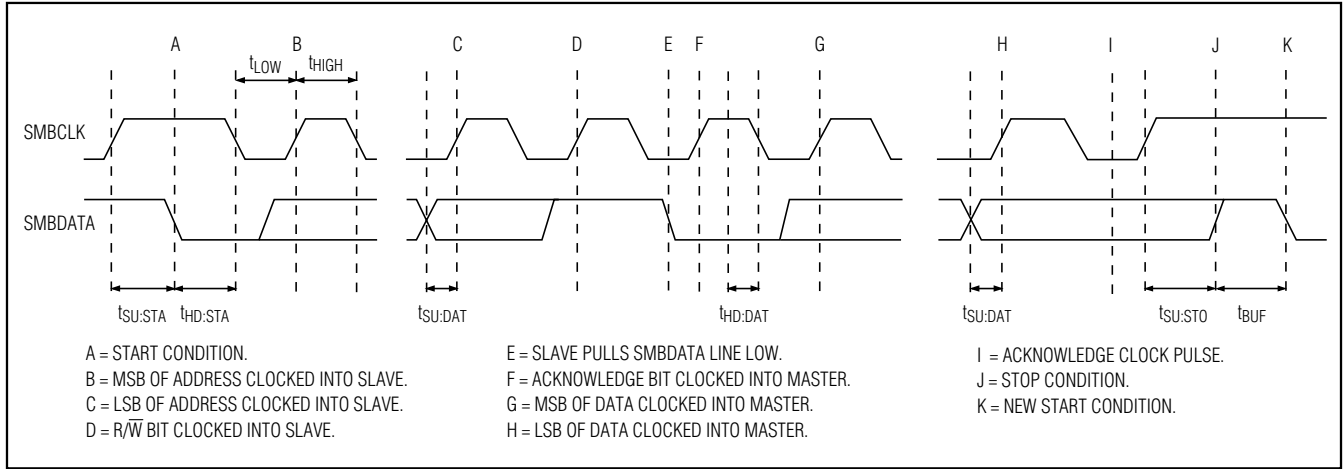 A B C D E F G H I J K
tLOW tHIGH
SMBCLK
SMBDATA
tSU:STA tHD:STA tSU:DAT tHD:DAT tSU:DAT tSU:STO tBUF
A = START CONDITION.
B = MSB OF ADDRESS CLOCKED INTO SLAVE.
C = LSB OF ADDRESS CLOCKED INTO SLAVE.
D = R/W̅ BIT CLOCKED INTO SLAVE.
E = SLAVE PULLS SMBDATA LINE LOW.
F = ACKNOWLEDGE BIT CLOCKED INTO MASTER.
G = MSB OF DATA CLOCKED INTO MASTER.
H = LSB OF DATA CLOCKED INTO MASTER.
I = ACKNOWLEDGE CLOCK PULSE.
J = STOP CONDITION.
K = NEW START CONDITION.